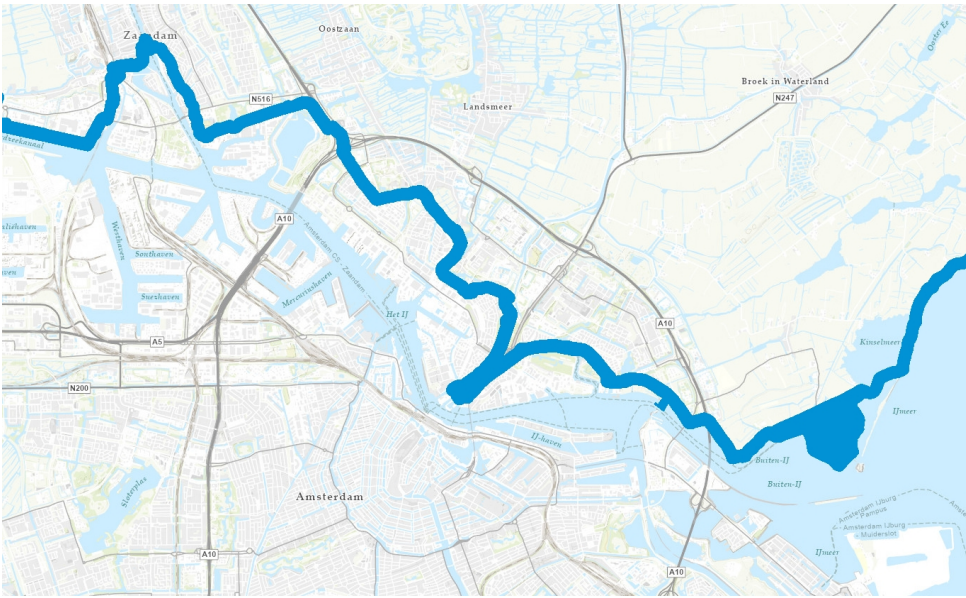 Oostzaan
Zaandam
Ooster Ee
Broek in Waterland
N247
N516
Landsmeer
Westhaven
A10
Amsterdam CS - Zaandam
Sonthaven
Suezhaven
Mercuriushaven
Het IJ
A5
A10
Kinselmeer
N200
IJmeer
IJ-haven
Buiten-IJ
Buiten-IJ
Sloterplas
Amsterdam
Amsterdam IJburg
Pampus
Amsterdam IJburg
Muiderslot
IJmeer
A10
A10